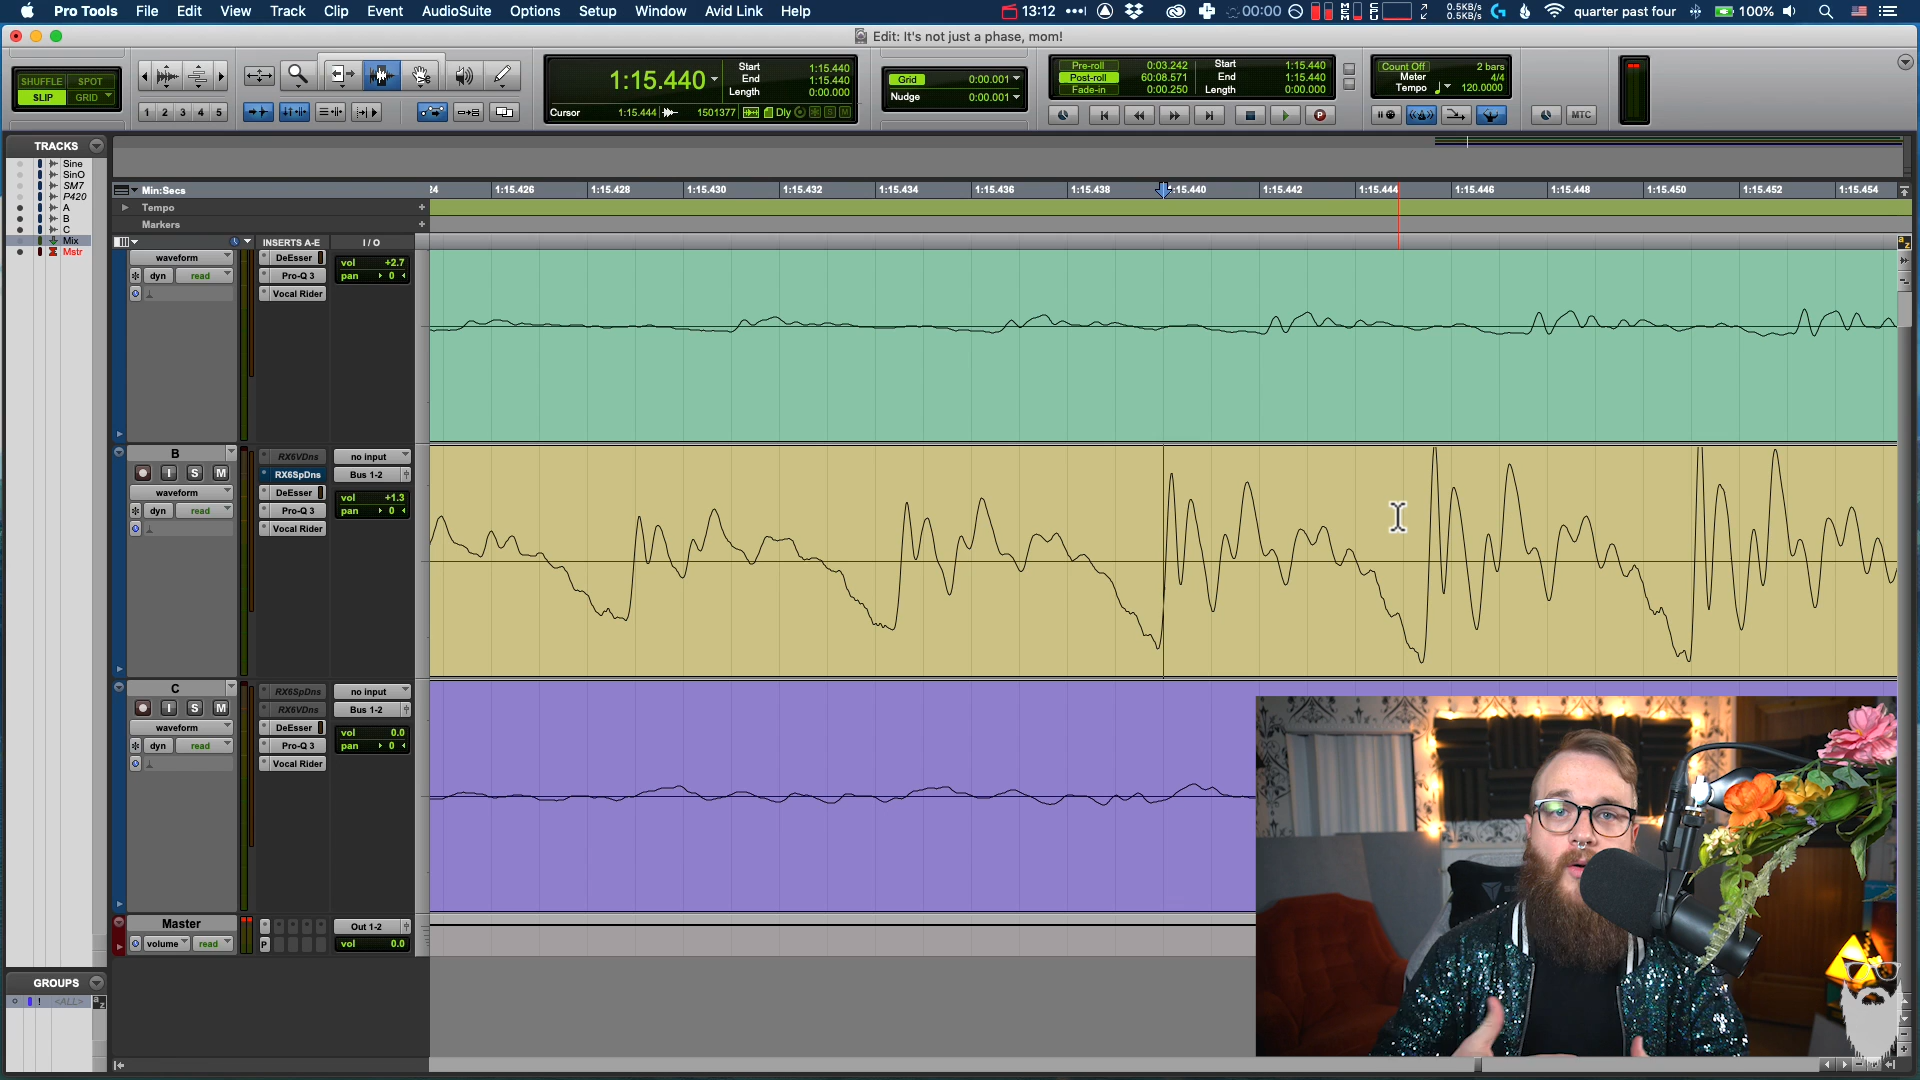 Pro Tools File Edit View Track Clip Event AudioSuite Options Setup Window Avid Link Help 13:12 00:00 MEM CPU 0.5KB/s 0.5KB/s quarter past four 100%
Edit: It's not just a phase, mom!
SHUFFLE SPOT
SLIP GRID
1 2 3 4 5
1:15.440
Start 1:15.440
End 1:15.440
Length 0:00.000
Cursor 1:15.444 1501377 Dly S M
Grid 0:00.001
Nudge 0:00.001
Pre-roll 0:03.242
Post-roll 60:08.571
Fade-in 0:00.250
Start 1:15.440
End 1:15.440
Length 0:00.000
Count Off 2 bars
Meter 4/4
Tempo 120.0000
MTC
TRACKS
Sine
SinO
SM7
P420
A
B
C
Mix
Mstr
Min:Secs
24 1:15.426 1:15.428 1:15.430 1:15.432 1:15.434 1:15.436 1:15.438 1:15.440 1:15.442 1:15.444 1:15.446 1:15.448 1:15.450 1:15.452 1:15.454
Tempo
Markers
INSERTS A-E I / O
waveform DeEsser vol +2.7
dyn read Pro-Q 3 pan 0
Vocal Rider
B RX6VDns no input
I S M RX6SpDns Bus 1-2
waveform DeEsser vol +1.3
dyn read Pro-Q 3 pan 0
Vocal Rider
C RX6SpDns no input
I S M RX6VDns Bus 1-2
waveform DeEsser vol 0.0
dyn read Pro-Q 3 pan 0
Vocal Rider
Master Out 1-2
volume read P vol 0.0
GROUPS
! <ALL>
a z